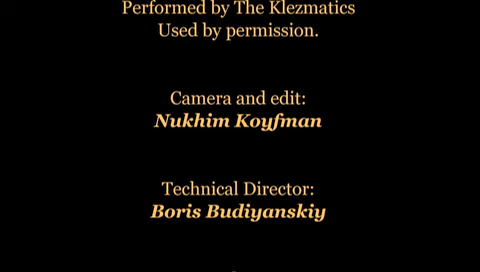 Performed by The Klezmatics
Used by permission.
Camera and edit:
Nukhim Koyfman
Technical Director:
Boris Budiyanskiy